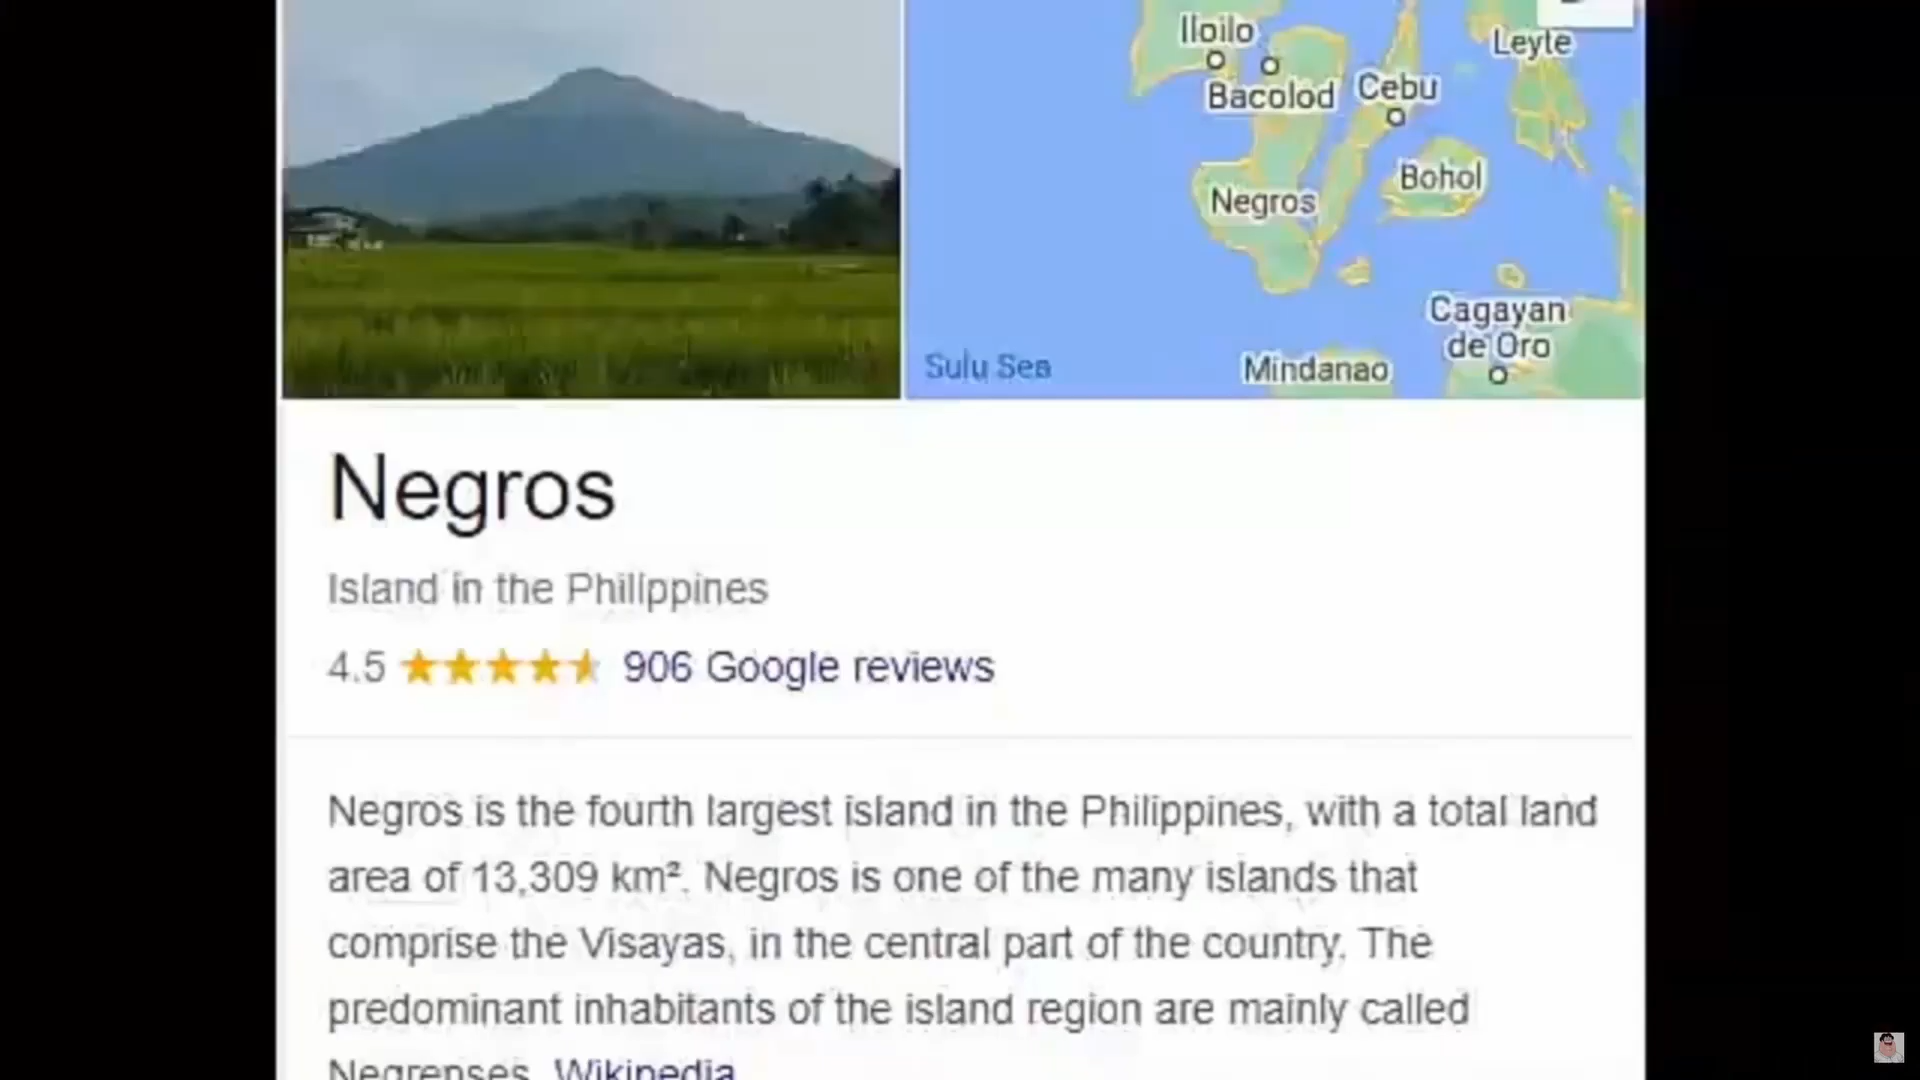 Iloilo
Leyte
Bacolod
Cebu
Bohol
Negros
Cagayan
de Oro
Sulu Sea
Mindanao
Negros
Island in the Philippines
4.5 906 Google reviews
Negros is the fourth largest island in the Philippines, with a total land
area of 13,309 km². Negros is one of the many islands that
comprise the Visayas, in the central part of the country. The
predominant inhabitants of the island region are mainly called
Negrenses. Wikipedia